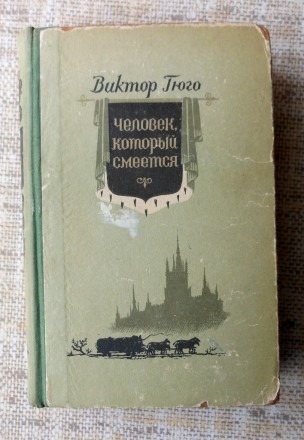 Виктор Гюго
человек,
который
смеется